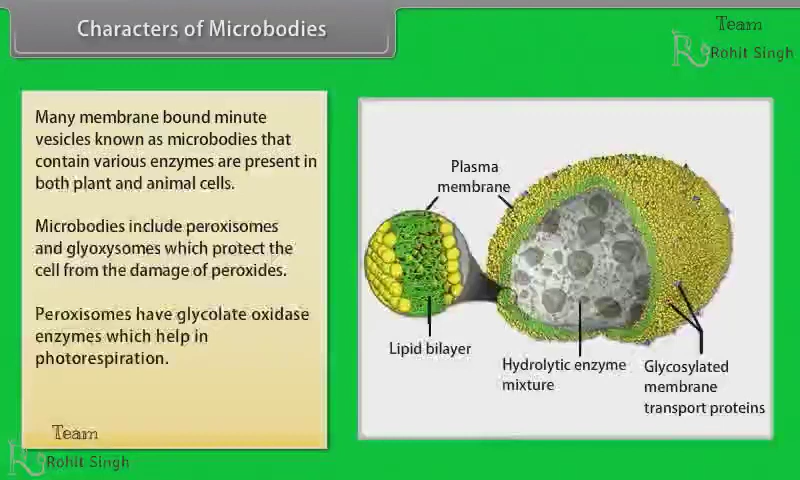 Characters of Microbodies
Team
Rohit Singh
Many membrane bound minute
vesicles known as microbodies that
contain various enzymes are present in
both plant and animal cells.
Microbodies include peroxisomes
and glyoxysomes which protect the
cell from the damage of peroxides.
Peroxisomes have glycolate oxidase
enzymes which help in
photorespiration.
Plasma
membrane
Lipid bilayer
Hydrolytic enzyme
mixture
Glycosylated
membrane
transport proteins
Team
Rohit Singh